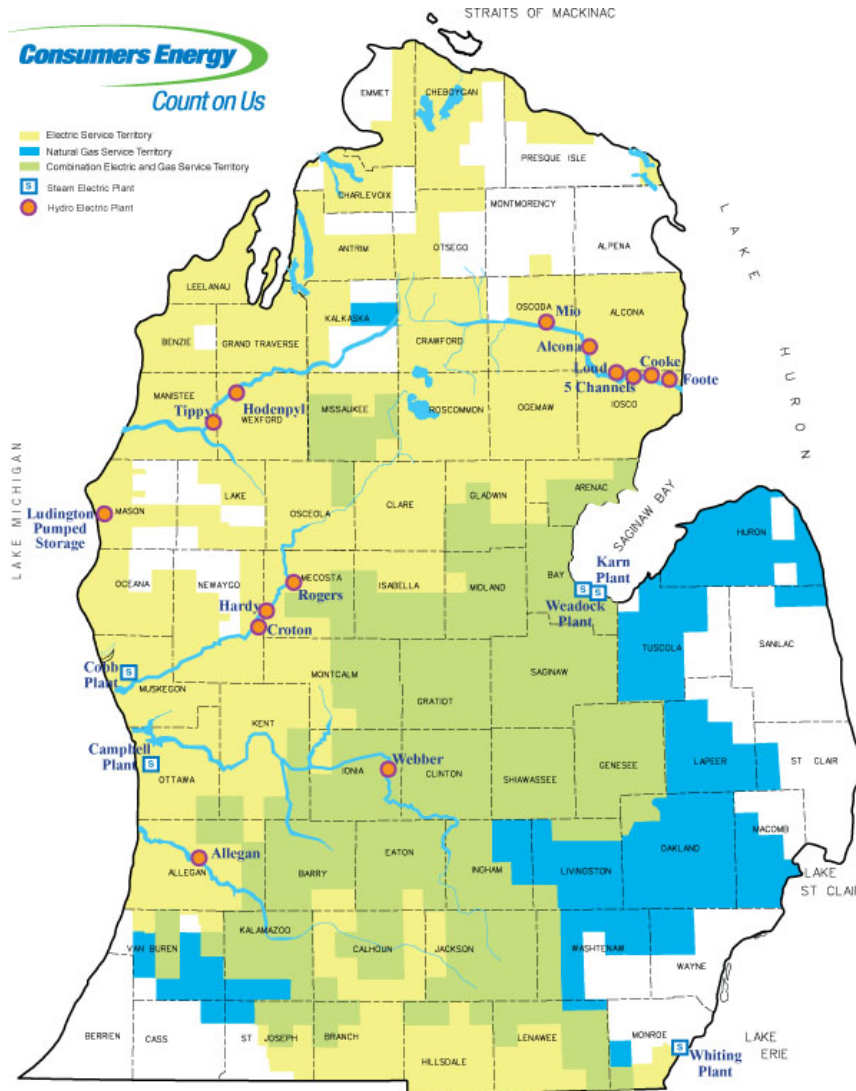 STRAITS OF MACKINAC
Consumers Energy
Count on Us
Electric Service Territory
Natural Gas Service Territory
Combination Electric and Gas Service Territory
S Steam Electric Plant
Hydro Electric Plant
EMMET
CHEBOYGAN
PRESQUE ISLE
CHARLEVOIX
MONTMORENCY
ANTRIM
OTSEGO
ALPENA
LEELANAU
LAKE HURON
KALKASKA
OSCODA
ALCONA
Mio
BENZIE
GRAND TRAVERSE
CRAWFORD
Alcona
Loud
Cooke
5 Channels
Foote
MANISTEE
Hodenpyl
Tippy
WEXFORD
MISSAUKEE
ROSCOMMON
OGEMAW
IOSCO
LAKE MICHIGAN
Ludington
Pumped
Storage
MASON
LAKE
OSCEOLA
CLARE
GLADWIN
ARENAC
SAGINAW BAY
HURON
OCEANA
NEWAYGO
MECOSTA
Rogers
ISABELLA
MIDLAND
BAY
S
S
Karn
Plant
Weadock
Plant
Hardy
Croton
TUSCOLA
SANILAC
Cobb
Plant
S
MUSKEGON
MONTCALM
GRATIOT
SAGINAW
KENT
Campbell
Plant
S
OTTAWA
IONIA
Webber
CLINTON
SHIAWASSEE
GENESEE
LAPEER
ST CLAIR
Allegan
ALLEGAN
BARRY
EATON
INGHAM
LIVINGSTON
OAKLAND
MACOMB
LAKE
ST CLAIR
VAN BUREN
KALAMAZOO
CALHOUN
JACKSON
WASHTENAW
WAYNE
BERRIEN
CASS
ST JOSEPH
BRANCH
HILLSDALE
LENAWEE
MONROE
S
Whiting
Plant
LAKE
ERIE